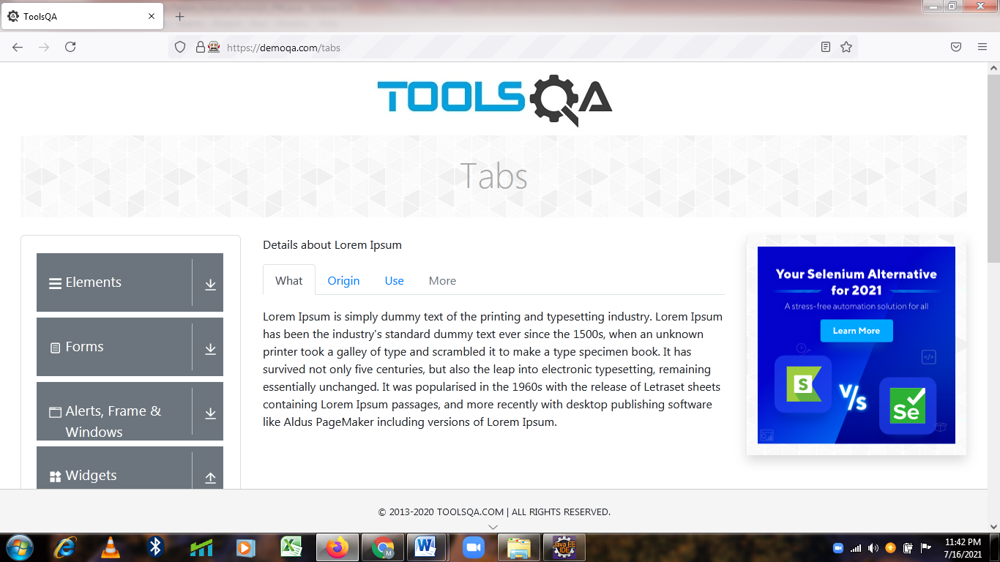 ToolsQA
https://demoqa.com/tabs
TOOLSQA
Tabs
Elements
Forms
Alerts, Frame &
Windows
Widgets
Details about Lorem Ipsum
What Origin Use More
Lorem Ipsum is simply dummy text of the printing and typesetting industry. Lorem Ipsum
has been the industry's standard dummy text ever since the 1500s, when an unknown
printer took a galley of type and scrambled it to make a type specimen book. It has
survived not only five centuries, but also the leap into electronic typesetting, remaining
essentially unchanged. It was popularised in the 1960s with the release of Letraset sheets
containing Lorem Ipsum passages, and more recently with desktop publishing software
like Aldus PageMaker including versions of Lorem Ipsum.
Your Selenium Alternative
for 2021
A stress-free automation solution for all
Learn More
S
V/s
Se
© 2013-2020 TOOLSQA.COM | ALL RIGHTS RESERVED.
M
Java EE
IDE
11:42 PM
7/16/2021